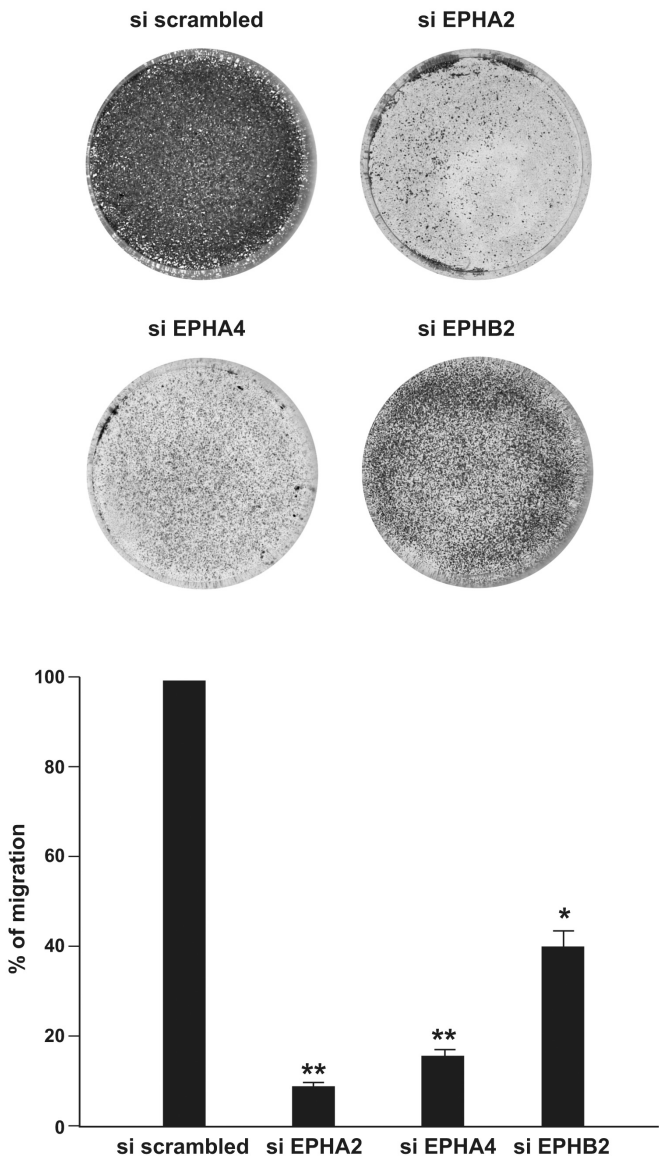 si scrambled si EPHA2
si EPHA4 si EPHB2
% of migration
100
80
60
40
20
0
**
**
*
si scrambled si EPHA2 si EPHA4 si EPHB2